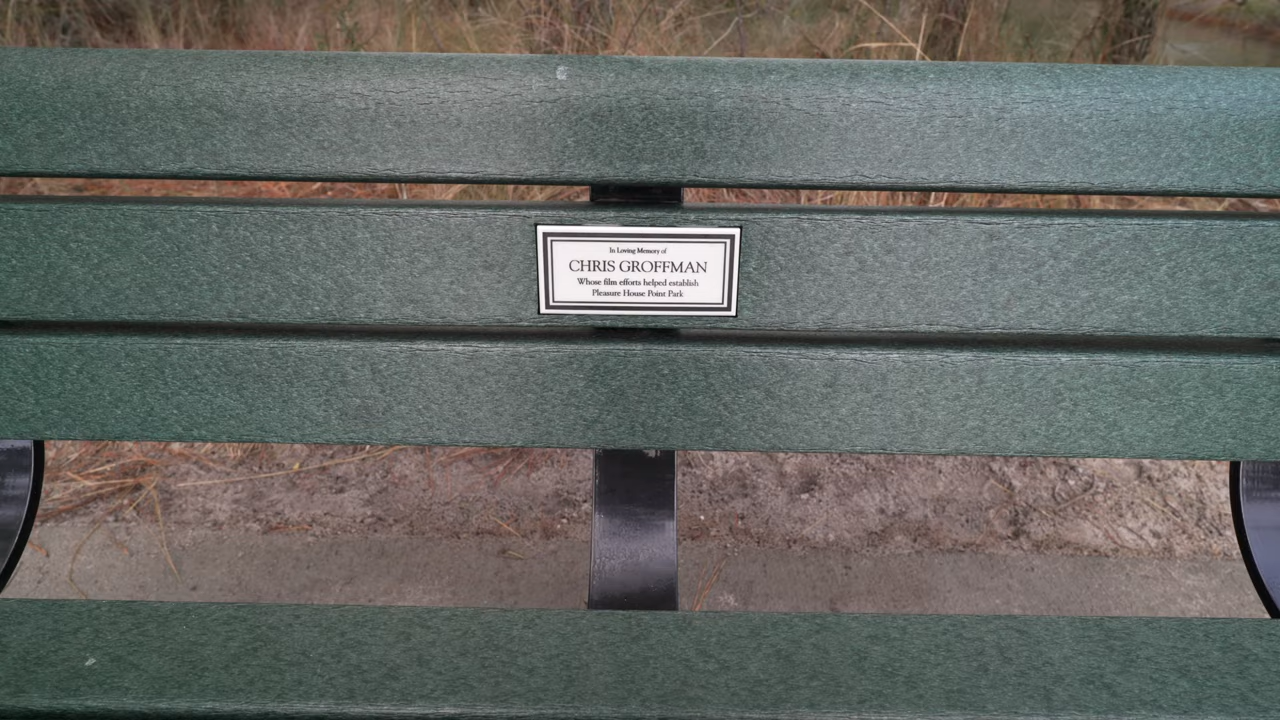 In Loving Memory of
CHRIS GROFFMAN
Whose film efforts helped establish
Pleasure House Point Park